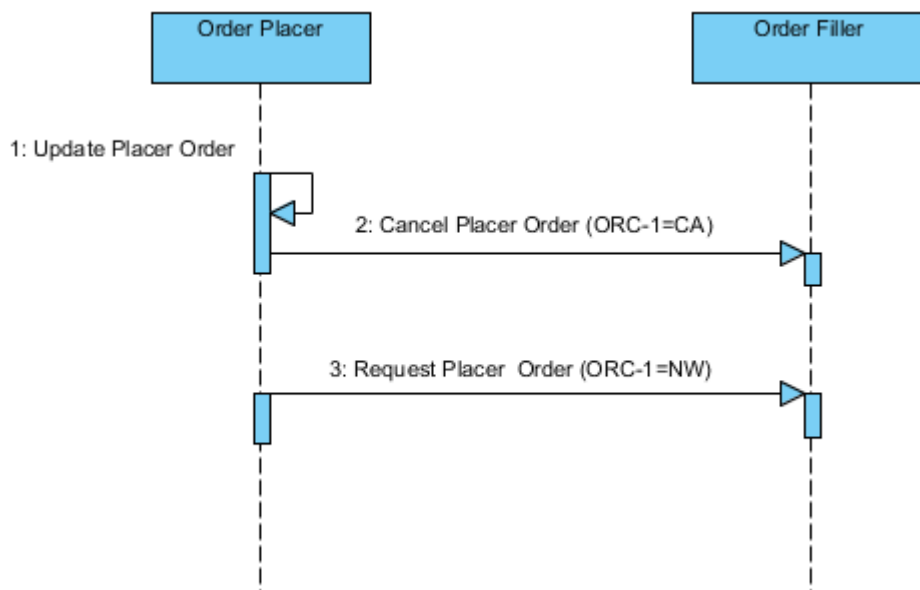 Order Placer
Order Filler
1: Update Placer Order
2: Cancel Placer Order (ORC-1=CA)
3: Request Placer  Order (ORC-1=NW)